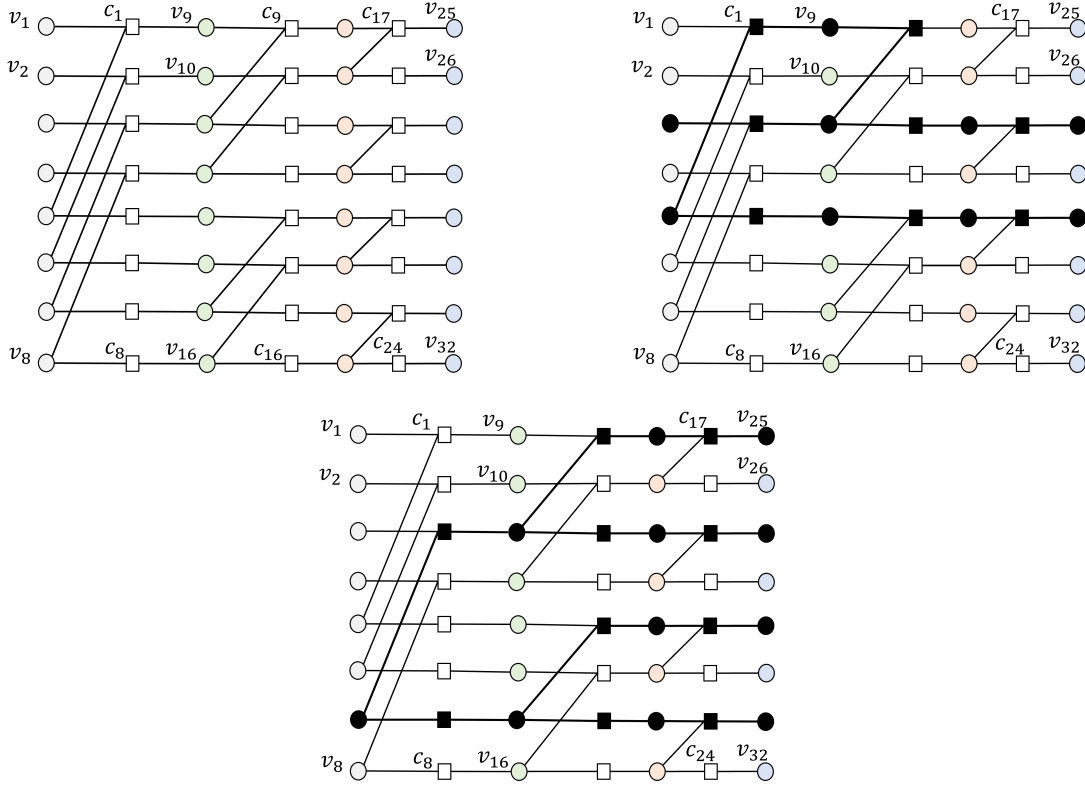 v₁ c₁ v₉ c₉ c₁₇ v₂₅
v₂ v₁₀ v₂₆
v₈ c₈ v₁₆ c₁₆ c₂₄ v₃₂
v₁ c₁ v₉ c₁₇ v₂₅
v₂ v₁₀ v₂₆
v₈ c₈ v₁₆ c₂₄ v₃₂
v₁ c₁ v₉ c₁₇ v₂₅
v₂ v₁₀ v₂₆
v₈ c₈ v₁₆ c₂₄ v₃₂